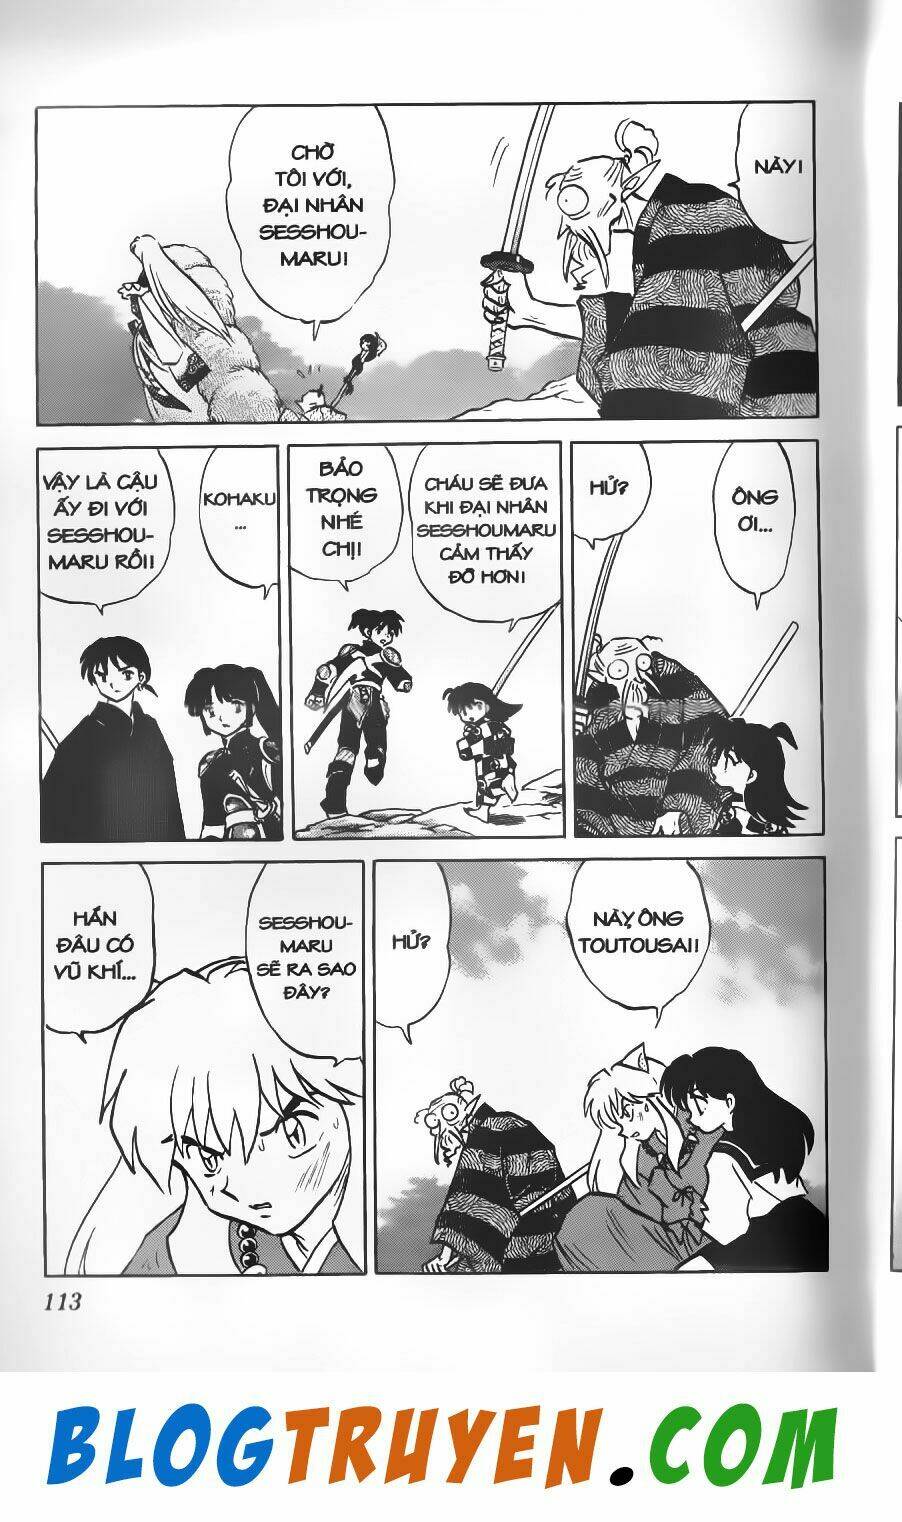 NÀY!
CHỜ
TÔI VỚI,
ĐẠI NHÂN
SESSHOU-
MARU!
ÔNG
ƠI...
HỬ?
CHÁU SẼ ĐƯA
KHI ĐẠI NHÂN
SESSHOUMARU
CẢM THẤY
ĐỠ HƠN!
BẢO
TRỌNG
NHÉ
CHỊ!
KOHAKU
...
VẬY LÀ CẬU
ẤY ĐI VỚI
SESSHOU-
MARU RỒI!
NÀY, ÔNG
TOUTOUSAI!
HỬ?
SESSHOU-
MARU
SẼ RA SAO
ĐÂY?
HẮN
ĐÂU CÓ
VŨ KHÍ...
113
BLOGTRUYEN.COM